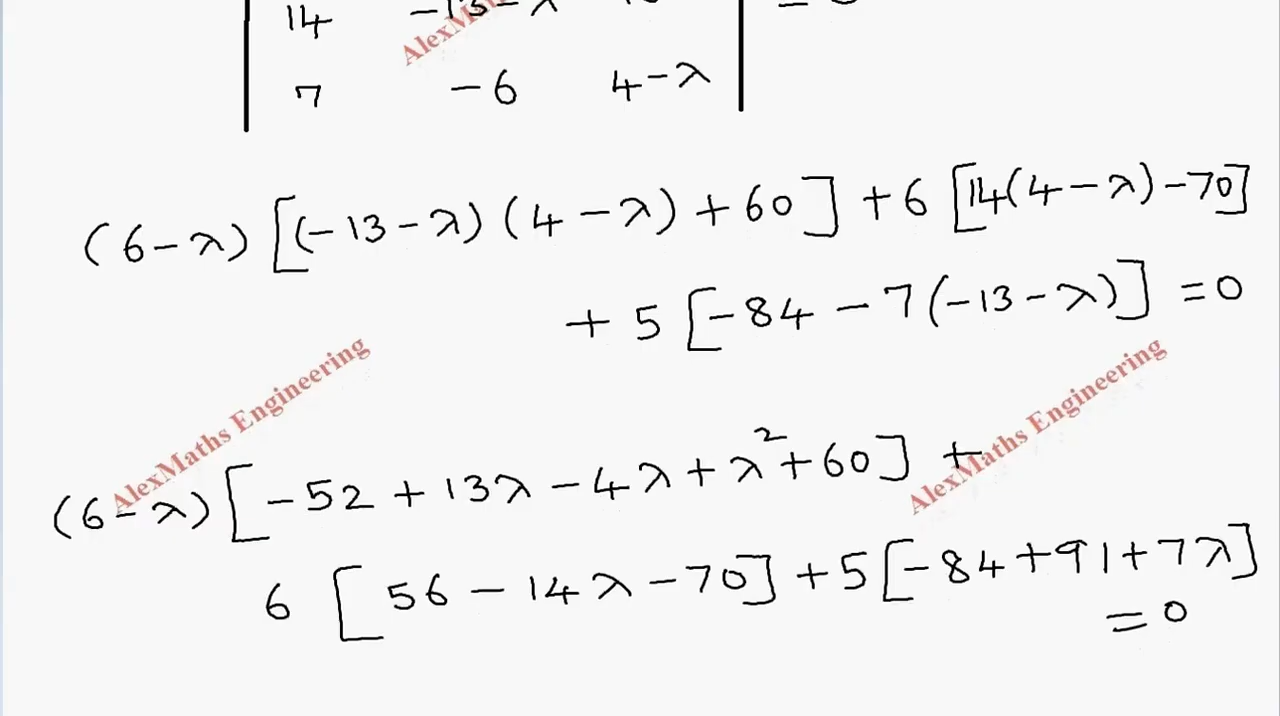 14 -13-λ
7 -6 4-λ
(6-λ) [(-13-λ)(4-λ)+60] +6 [14(4-λ)-70]
+ 5 [-84 - 7(-13-λ)] =0
(6-λ) [-52 + 13λ - 4λ + λ² + 60] +
6 [56 - 14λ - 70] + 5 [-84 + 91 + 7λ]
= 0
AlexMaths Engineering
AlexMaths Engineering